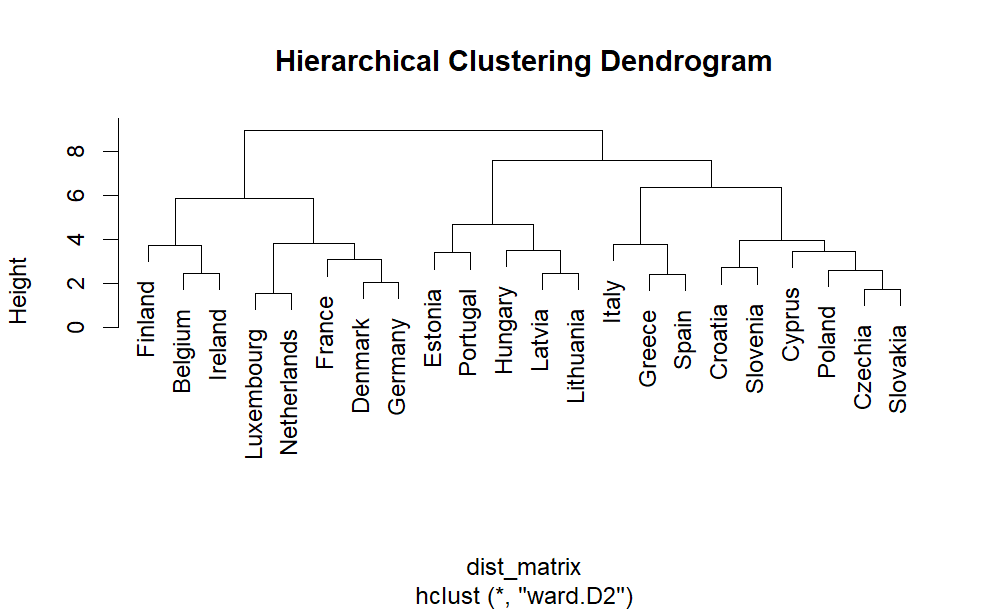 Hierarchical Clustering Dendrogram
Height
8
6
4
2
0
Finland
Belgium
Ireland
Luxembourg
Netherlands
France
Denmark
Germany
Estonia
Portugal
Hungary
Latvia
Lithuania
Italy
Greece
Spain
Croatia
Slovenia
Cyprus
Poland
Czechia
Slovakia
dist_matrix
hclust (*, "ward.D2")